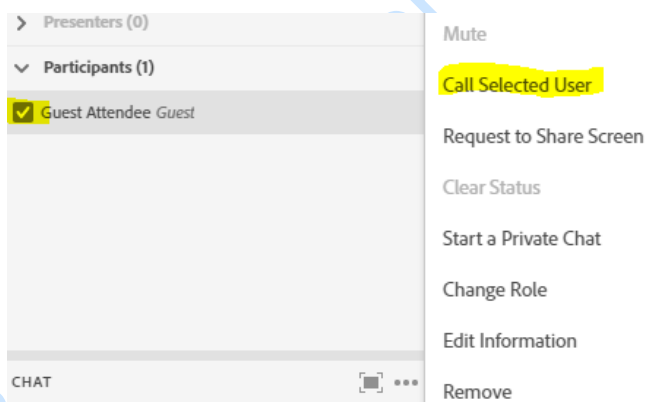 Presenters (0)
Participants (1)
Guest Attendee Guest
CHAT
Mute
Call Selected User
Request to Share Screen
Clear Status
Start a Private Chat
Change Role
Edit Information
Remove